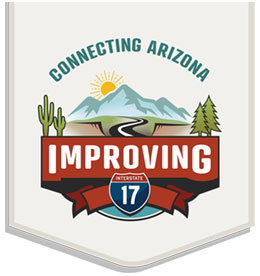 CONNECTING ARIZONA
IMPROVING
INTERSTATE
17